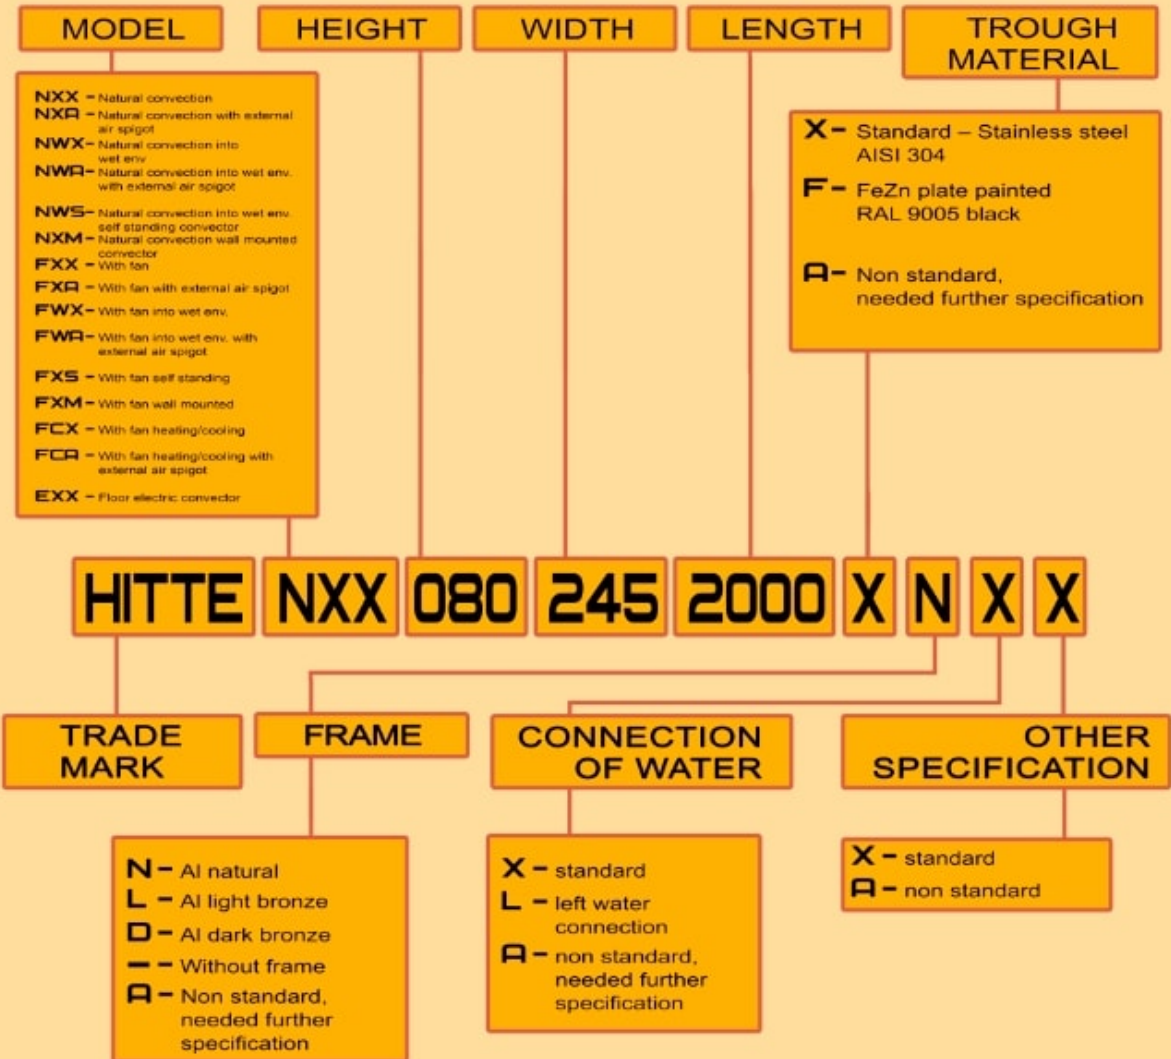 MODEL
HEIGHT
WIDTH
LENGTH
TROUGH
MATERIAL
NXX – Natural convection
NXA – Natural convection with external
air spigot
NWX– Natural convection into
wet env
NWA– Natural convection into wet env.
with external air spigot
NWS– Natural convection into wet env.
self standing convector
NXM– Natural convection wall mounted
convector
FXX – With fan
FXA – With fan with external air spigot
FWX– With fan into wet env.
FWA– With fan into wet env. with
external air spigot
FXS – With fan self standing
FXM – With fan wall mounted
FCX – With fan heating/cooling
FCA – With fan heating/cooling with
external air spigot
EXX – Floor electric convector
X– Standard – Stainless steel
AISI 304
F– FeZn plate painted
RAL 9005 black
A– Non standard,
needed further specification
HITTE NXX 080 245 2000 X N X X
TRADE
MARK
FRAME
CONNECTION
OF WATER
OTHER
SPECIFICATION
N– Al natural
L – Al light bronze
D– Al dark bronze
– – Without frame
A– Non standard,
needed further
specification
X – standard
L – left water
connection
A– non standard,
needed further
specification
X – standard
A– non standard